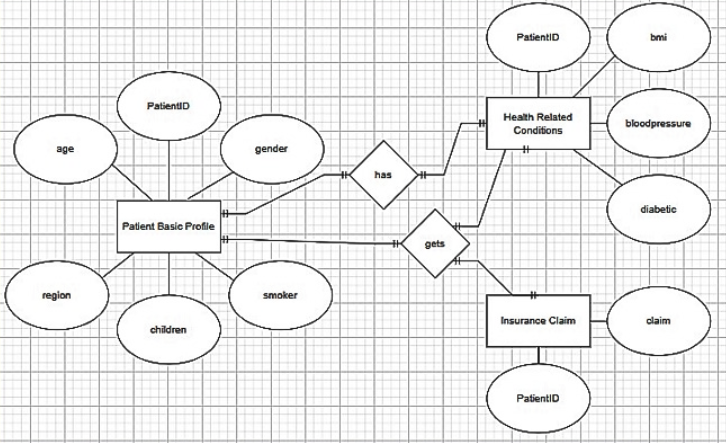 PatientID
bmi
Health Related
Conditions
bloodpressure
diabetic
PatientID
age
gender
has
Patient Basic Profile
gets
region
children
smoker
Insurance Claim
claim
PatientID